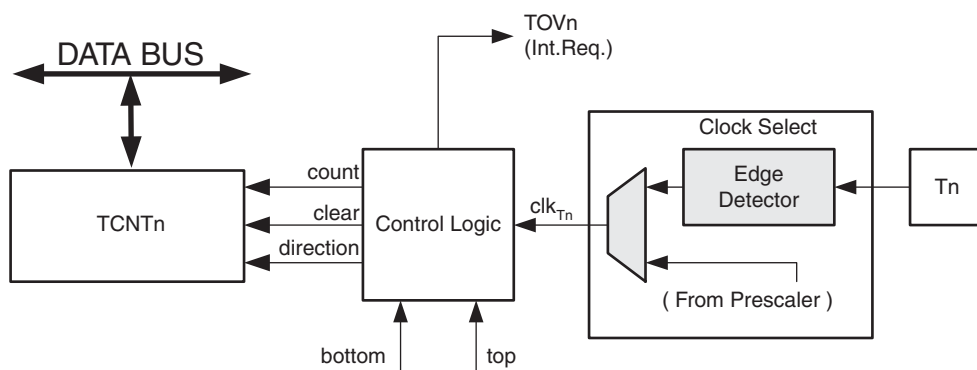 TOVn
(Int.Req.)
DATA BUS
Clock Select
count
Edge
Detector
Tn
TCNTn
clear
Control Logic
clkTn
direction
( From Prescaler )
bottom
top